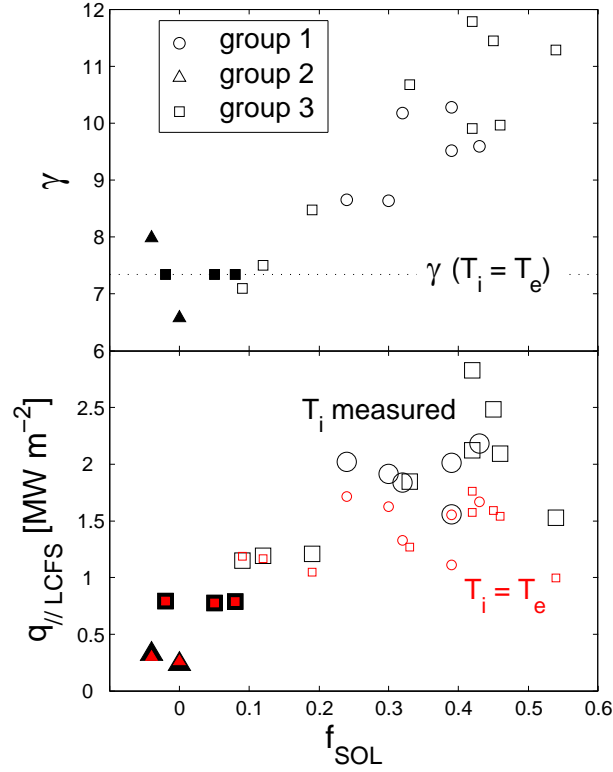 12
group 1
group 2
group 3
11
10
9
8
7
6
γ
γ (T_i = T_e)
2.5
2
1.5
1
0.5
0
q_{// LCFS} [MW m^{−2}]
T_i measured
T_i = T_e
0 0.1 0.2 0.3 0.4 0.5 0.6
f_{SOL}